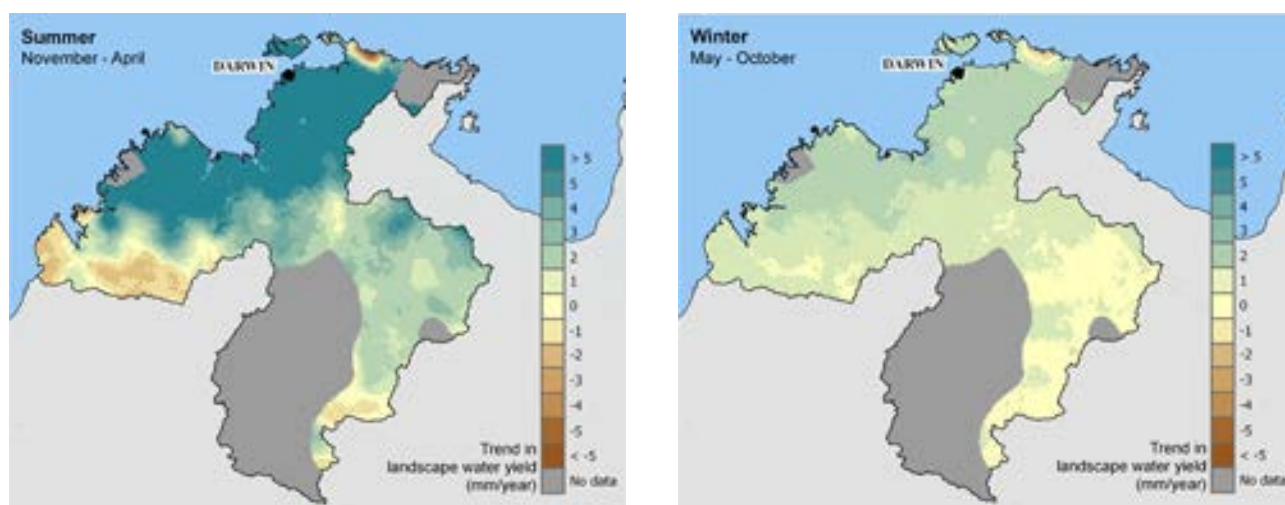 Summer
November - April
DARWIN
> 5
5
4
3
2
1
0
-1
-2
-3
-4
-5
< -5
No data
Trend in
landscape water yield
(mm/year)
Winter
May - October
DARWIN
> 5
5
4
3
2
1
0
-1
-2
-3
-4
-5
< -5
No data
Trend in
landscape water yield
(mm/year)